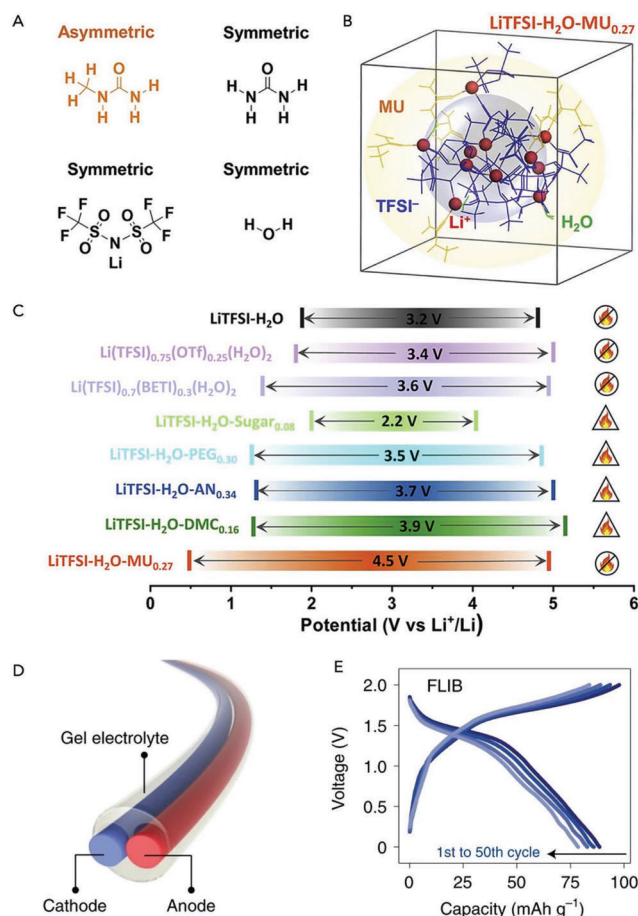 A
Asymmetric
Symmetric
H H H O H
N N
H H
H O H
N N
H H
Symmetric
Symmetric
F F O O F F
F S S F
O N O
Li
H O H
B
LiTFSI-H₂O-MU₀.₂₇
MU
TFSI⁻
Li⁺
H₂O
C
LiTFSI-H₂O
3.2 V
Li(TFSI)₀.₇₅(OTf)₀.₂₅(H₂O)₂
3.4 V
Li(TFSI)₀.₇(BETI)₀.₃(H₂O)₂
3.6 V
LiTFSI-H₂O-Sugar₀.₀₈
2.2 V
LiTFSI-H₂O-PEG₀.₃₀
3.5 V
LiTFSI-H₂O-AN₀.₃₄
3.7 V
LiTFSI-H₂O-DMC₀.₁₆
3.9 V
LiTFSI-H₂O-MU₀.₂₇
4.5 V
0 1 2 3 4 5 6
Potential (V vs Li⁺/Li)
D
Gel electrolyte
Cathode
Anode
E
FLIB
Voltage (V)
2.0
1.5
1.0
0.5
0
1st to 50th cycle
0 25 50 75 100
Capacity (mAh g⁻¹)